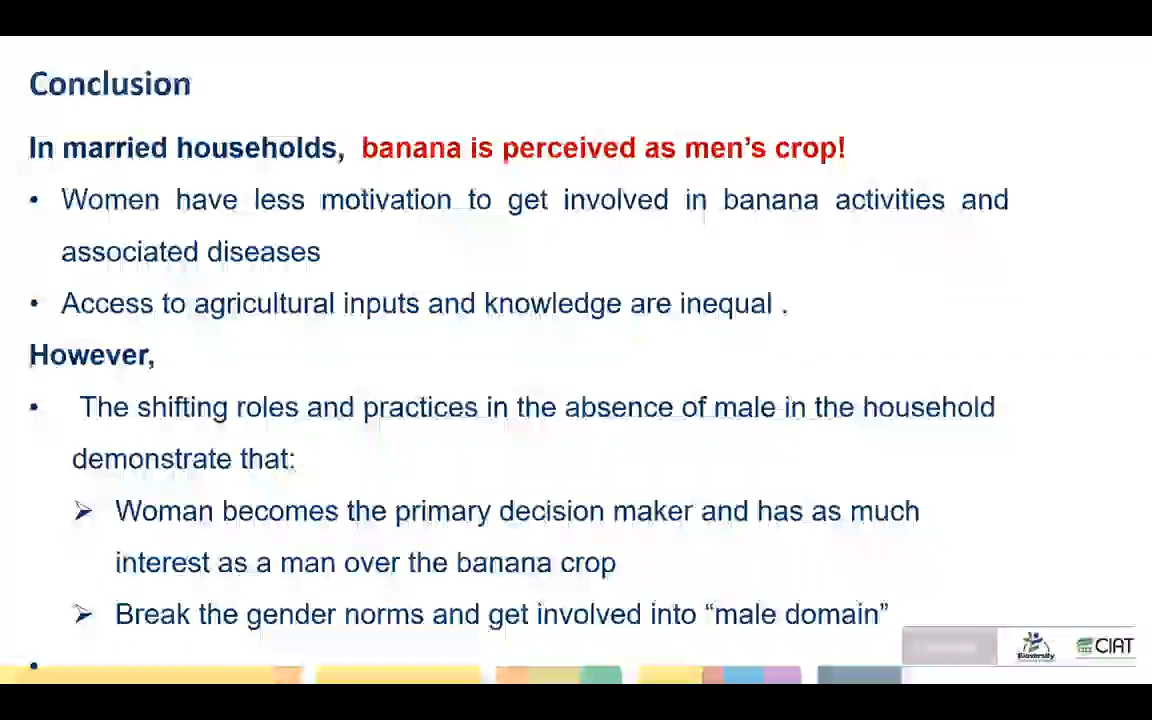 Conclusion
In married households, banana is perceived as men's crop!
• Women have less motivation to get involved in banana activities and
associated diseases
• Access to agricultural inputs and knowledge are inequal .
However,
• The shifting roles and practices in the absence of male in the household
demonstrate that:
➢ Woman becomes the primary decision maker and has as much
interest as a man over the banana crop
➢ Break the gender norms and get involved into “male domain”
•
Bioversity
CIAT